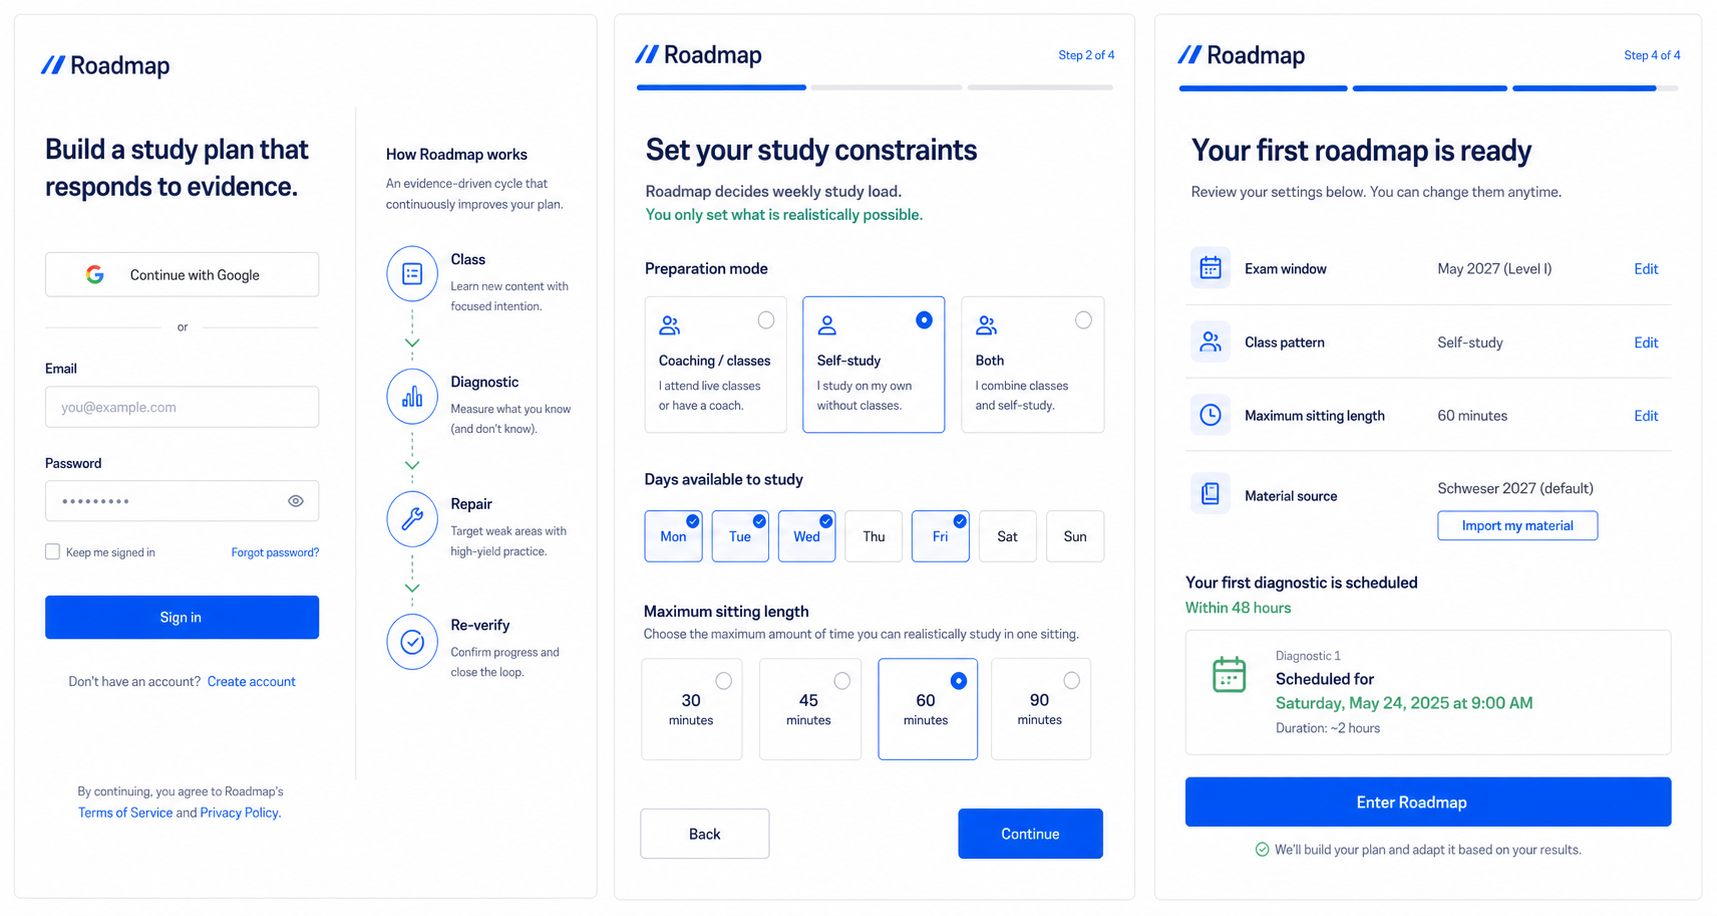 Roadmap
Build a study plan that
responds to evidence.
Continue with Google
or
Email
you@example.com
Password
•••••••••
Keep me signed in
Forgot password?
Sign in
Don't have an account? Create account
By continuing, you agree to Roadmap's
Terms of Service and Privacy Policy.
How Roadmap works
An evidence-driven cycle that
continuously improves your plan.
Class
Learn new content with
focused intention.
Diagnostic
Measure what you know
(and don't know).
Repair
Target weak areas with
high-yield practice.
Re-verify
Confirm progress and
close the loop.
Roadmap
Step 2 of 4
Set your study constraints
Roadmap decides weekly study load.
You only set what is realistically possible.
Preparation mode
Coaching / classes
I attend live classes
or have a coach.
Self-study
I study on my own
without classes.
Both
I combine classes
and self-study.
Days available to study
Mon
Tue
Wed
Thu
Fri
Sat
Sun
Maximum sitting length
Choose the maximum amount of time you can realistically study in one sitting.
30
minutes
45
minutes
60
minutes
90
minutes
Back
Continue
Roadmap
Step 4 of 4
Your first roadmap is ready
Review your settings below. You can change them anytime.
Exam window
May 2027 (Level I)
Edit
Class pattern
Self-study
Edit
Maximum sitting length
60 minutes
Edit
Material source
Schweser 2027 (default)
Import my material
Your first diagnostic is scheduled
Within 48 hours
Diagnostic 1
Scheduled for
Saturday, May 24, 2025 at 9:00 AM
Duration: ~2 hours
Enter Roadmap
We'll build your plan and adapt it based on your results.